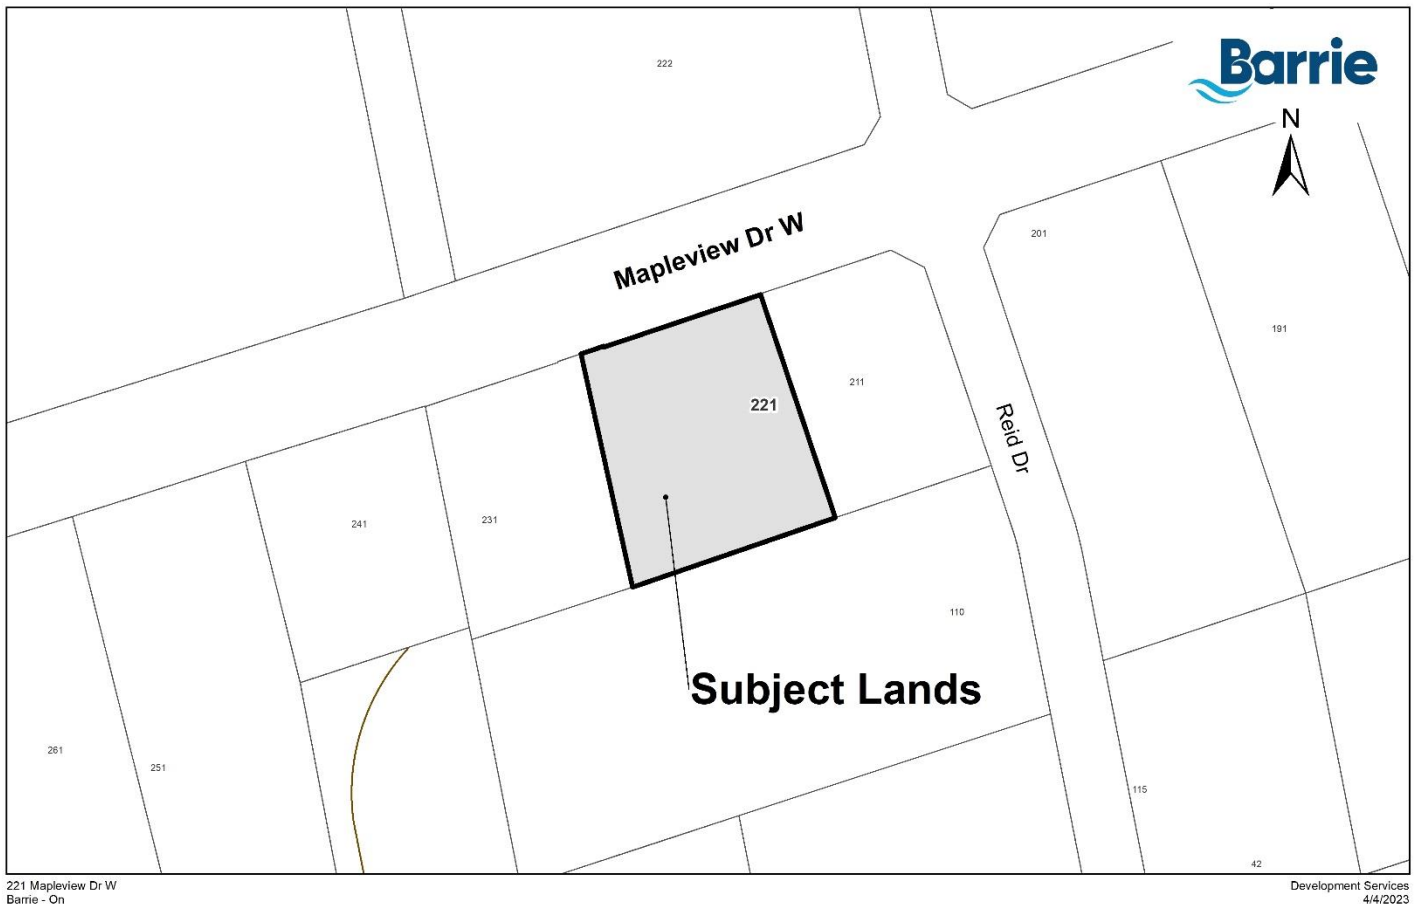 222
Barrie
N
Mapleview Dr W
201
191
211
221
Reid Dr
241
231
110
Subject Lands
261
251
115
42
221 Mapleview Dr W
Barrie - On
Development Services
4/4/2023